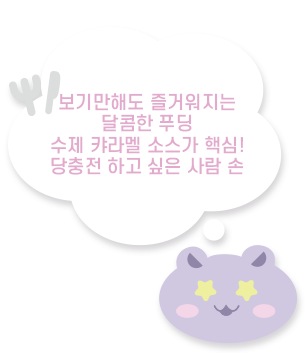 보기만해도 즐거워지는
달콤한 푸딩
수제 캬라멜 소스가 핵심!
당충전 하고 싶은 사람 손